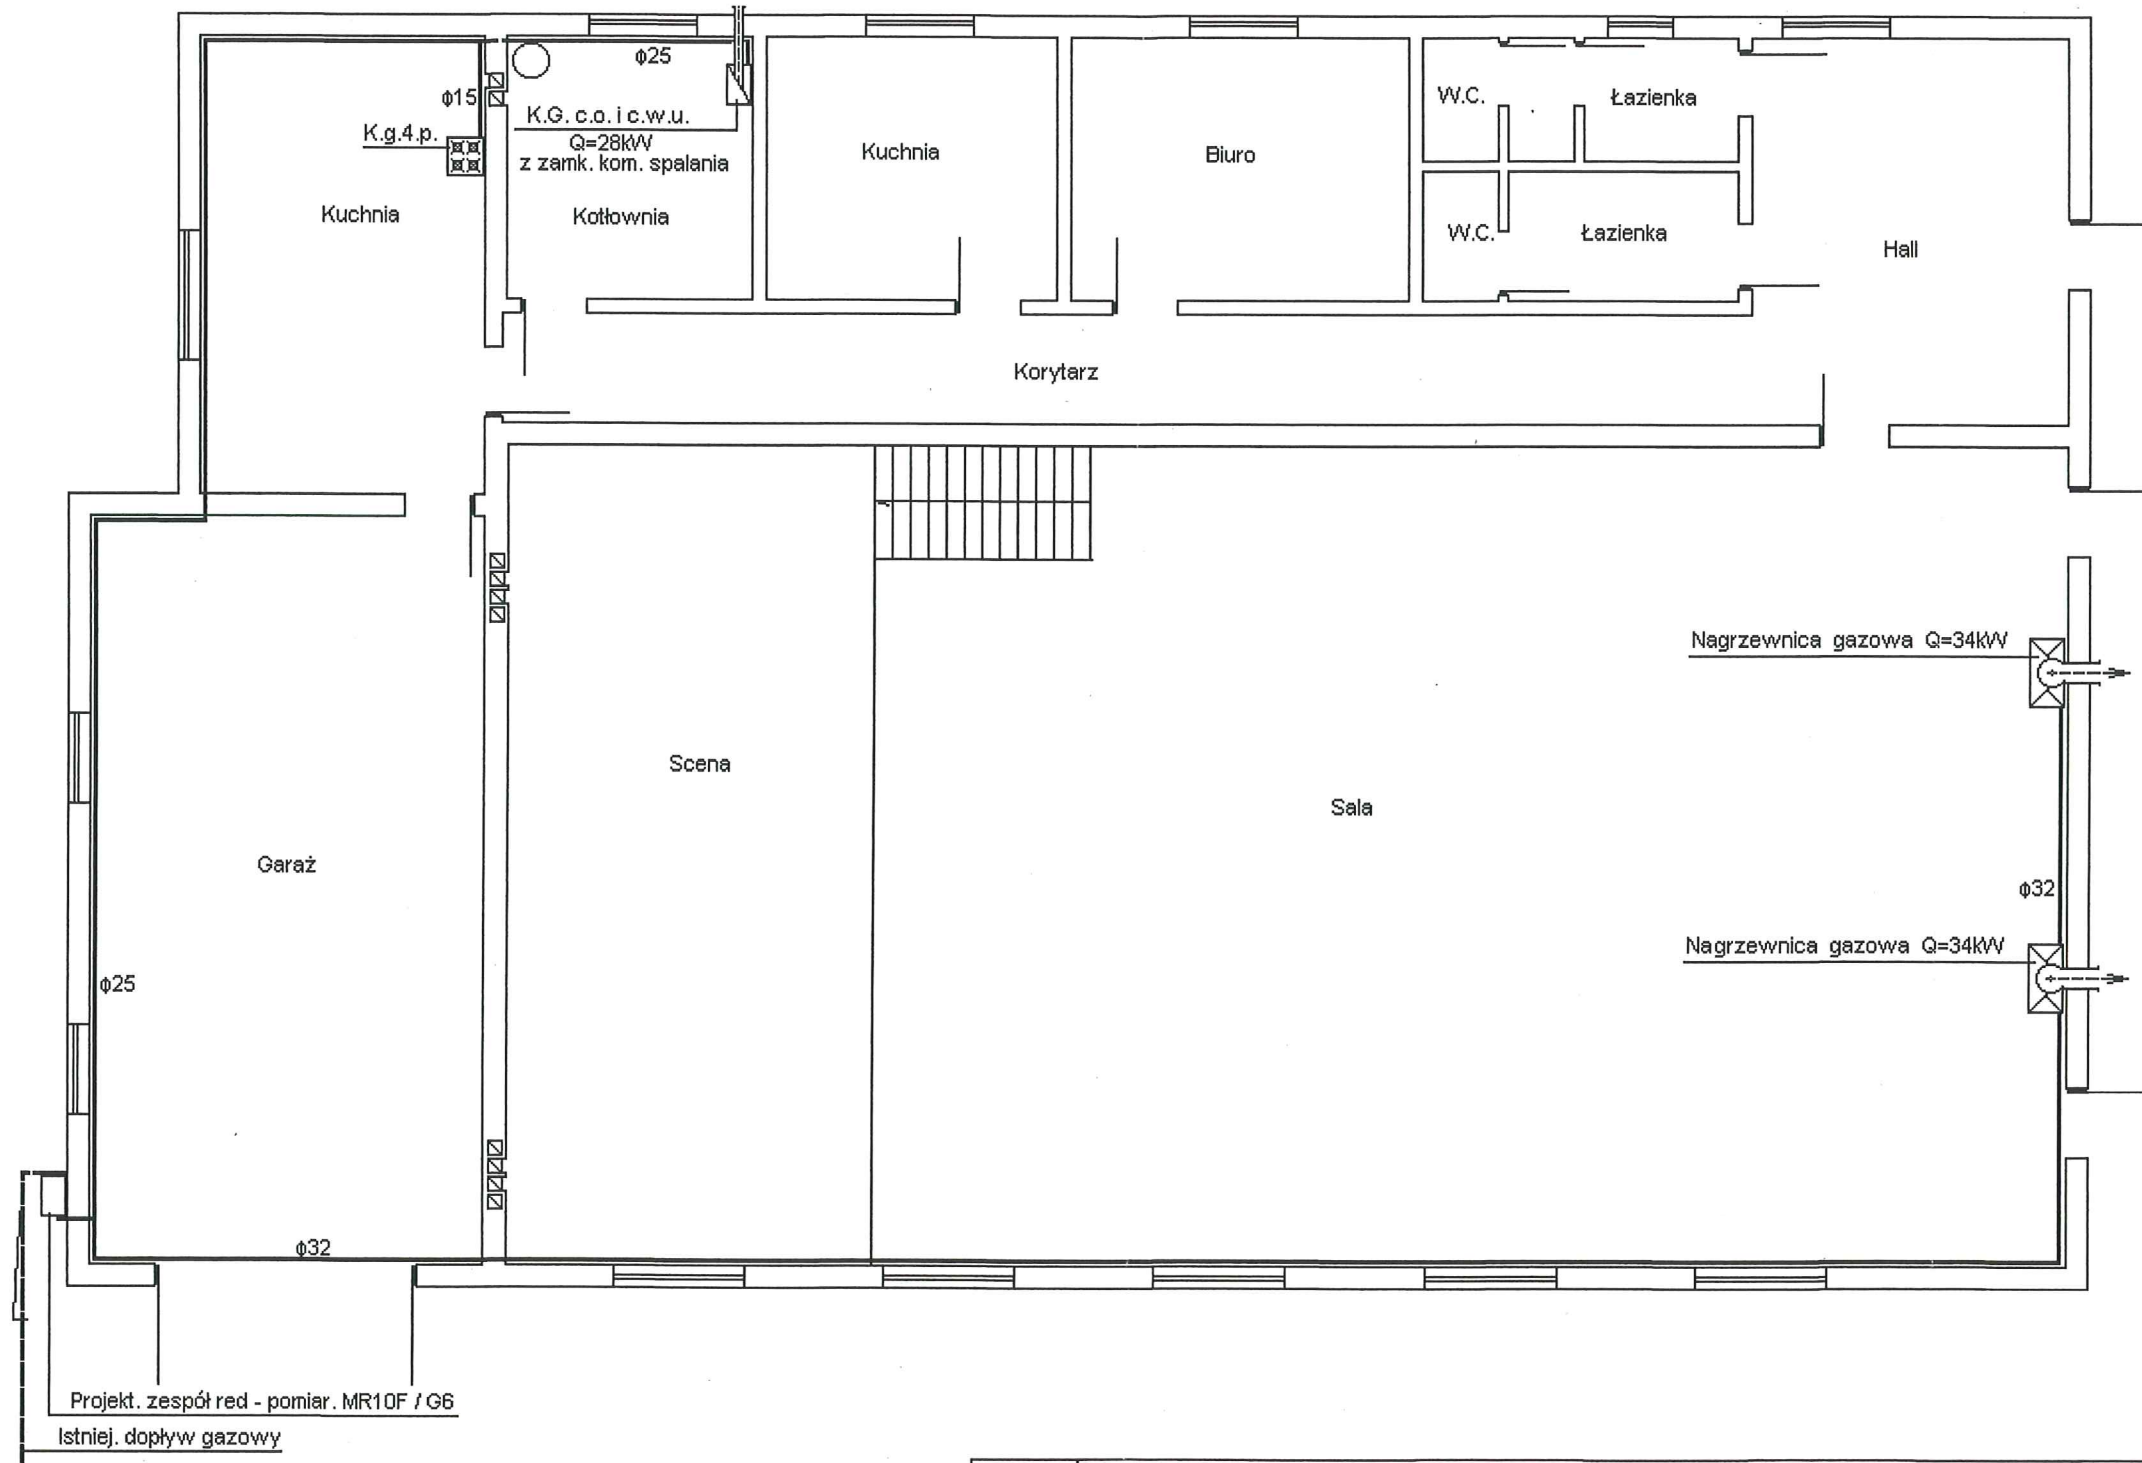 ϕ25
ϕ15
K.g.4.p.
K.G. c.o. i c.w.u.
Q=28kW
z zamk. kom. spalania
Kuchnia
Kotłownia
Kuchnia
Biuro
W.C.
Łazienka
W.C.
Łazienka
Hall
Korytarz
Nagrzewnica gazowa Q=34kW
Scena
Sala
Garaż
ϕ32
Nagrzewnica gazowa Q=34kW
ϕ25
ϕ32
Projekt. zespół red - pomiar. MR10F / G6
Istniej. dopływ gazowy